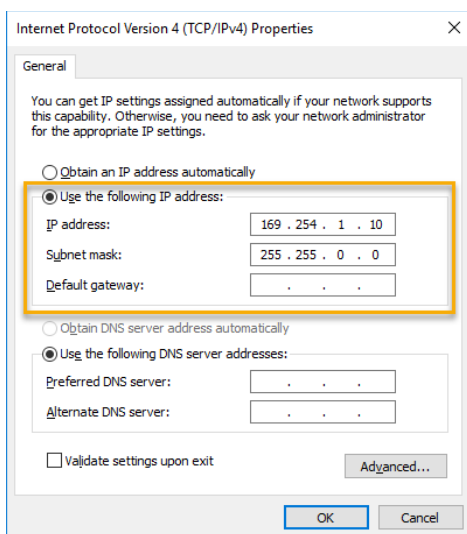 Internet Protocol Version 4 (TCP/IPv4) Properties
General
You can get IP settings assigned automatically if your network supports
this capability. Otherwise, you need to ask your network administrator
for the appropriate IP settings.
Obtain an IP address automatically
Use the following IP address:
IP address: 169 . 254 . 1 . 10
Subnet mask: 255 . 255 . 0 . 0
Default gateway: . . .
Obtain DNS server address automatically
Use the following DNS server addresses:
Preferred DNS server: . . .
Alternate DNS server: . . .
Validate settings upon exit
Advanced...
OK Cancel